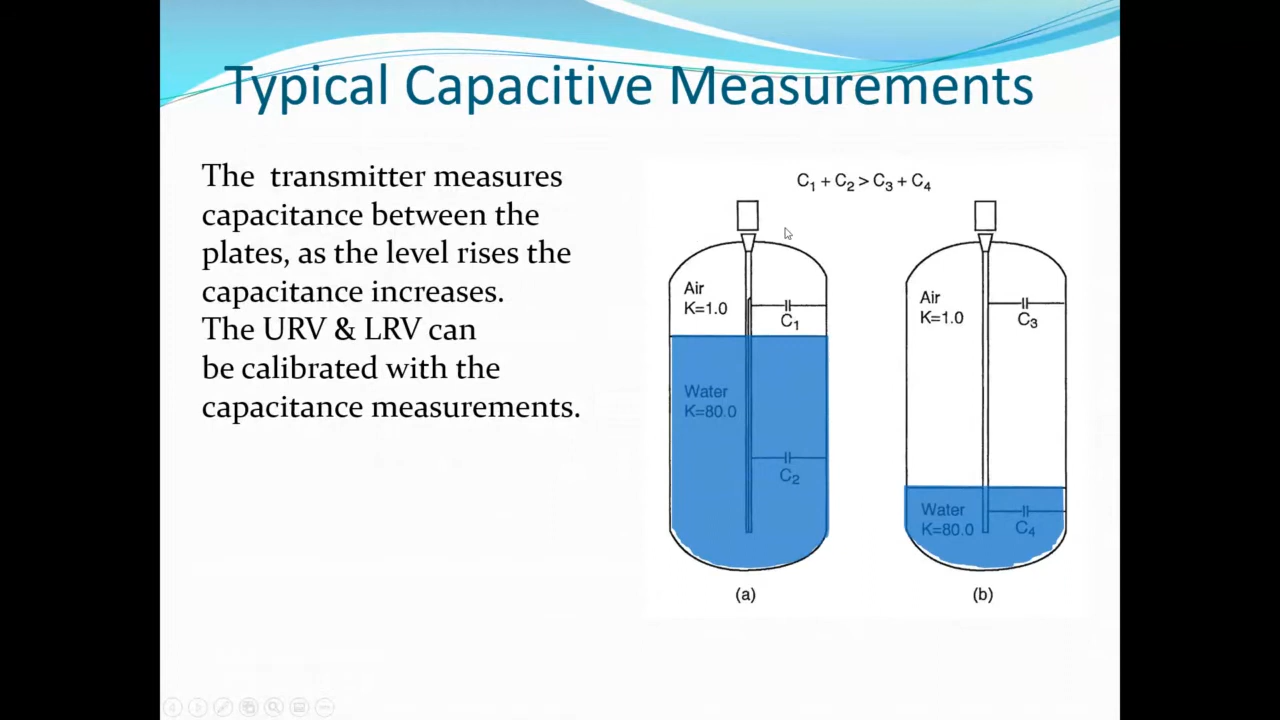 Typical Capacitive Measurements
The  transmitter measures
capacitance between the
plates, as the level rises the
capacitance increases.
The URV & LRV can
be calibrated with the
capacitance measurements.
C₁ + C₂ > C₃ + C₄
Air
K=1.0
C₁
Water
K=80.0
C₂
(a)
Air
K=1.0
C₃
Water
K=80.0
C₄
(b)